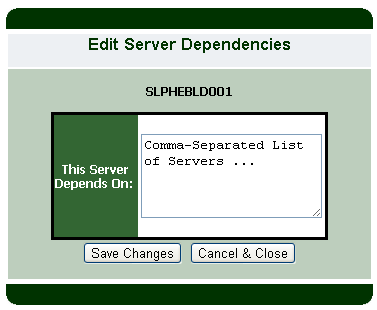 Edit Server Dependencies
SLPHEBLD001
This Server
Depends On:
Comma-Separated List
of Servers ...
Save Changes
Cancel & Close